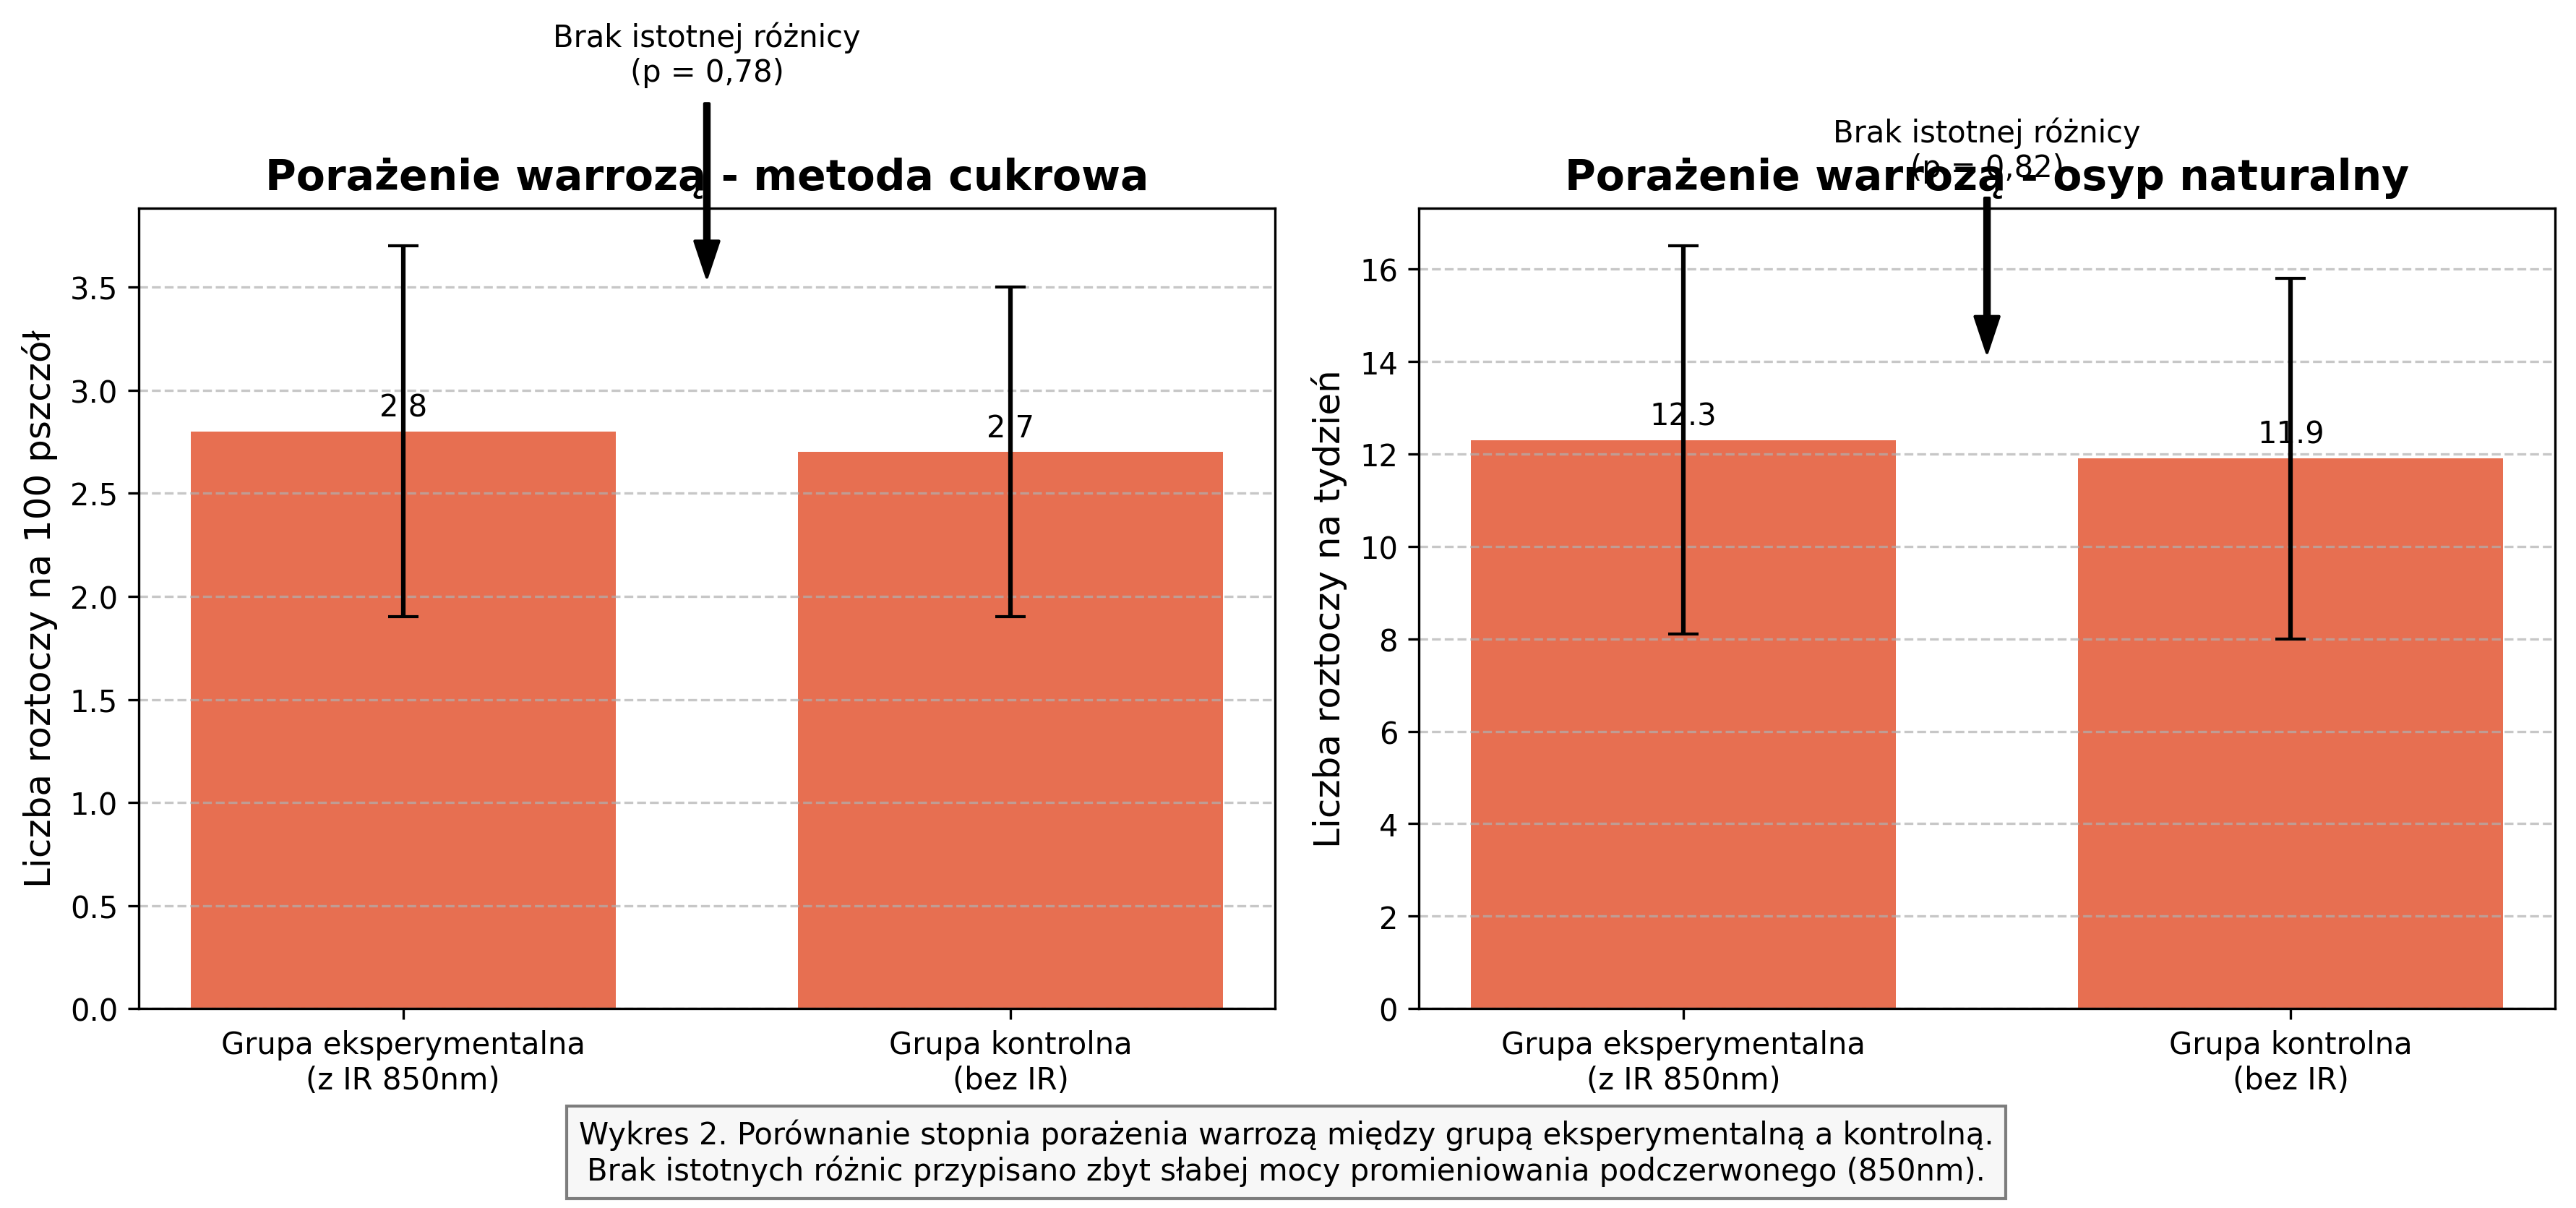 Brak istotnej różnicy
(p = 0,78)
Porażenie warrozą - metoda cukrowa
Liczba roztoczy na 100 pszczół
3.5
3.0
2.5
2.0
1.5
1.0
0.5
0.0
2.8
2.7
Grupa eksperymentalna
(z IR 850nm)
Grupa kontrolna
(bez IR)
Brak istotnej różnicy
(p = 0,82)
Porażenie warrozą - osyp naturalny
Liczba roztoczy na tydzień
16
14
12
10
8
6
4
2
0
12.3
11.9
Grupa eksperymentalna
(z IR 850nm)
Grupa kontrolna
(bez IR)
Wykres 2. Porównanie stopnia porażenia warrozą między grupą eksperymentalną a kontrolną.
Brak istotnych różnic przypisano zbyt słabej mocy promieniowania podczerwonego (850nm).